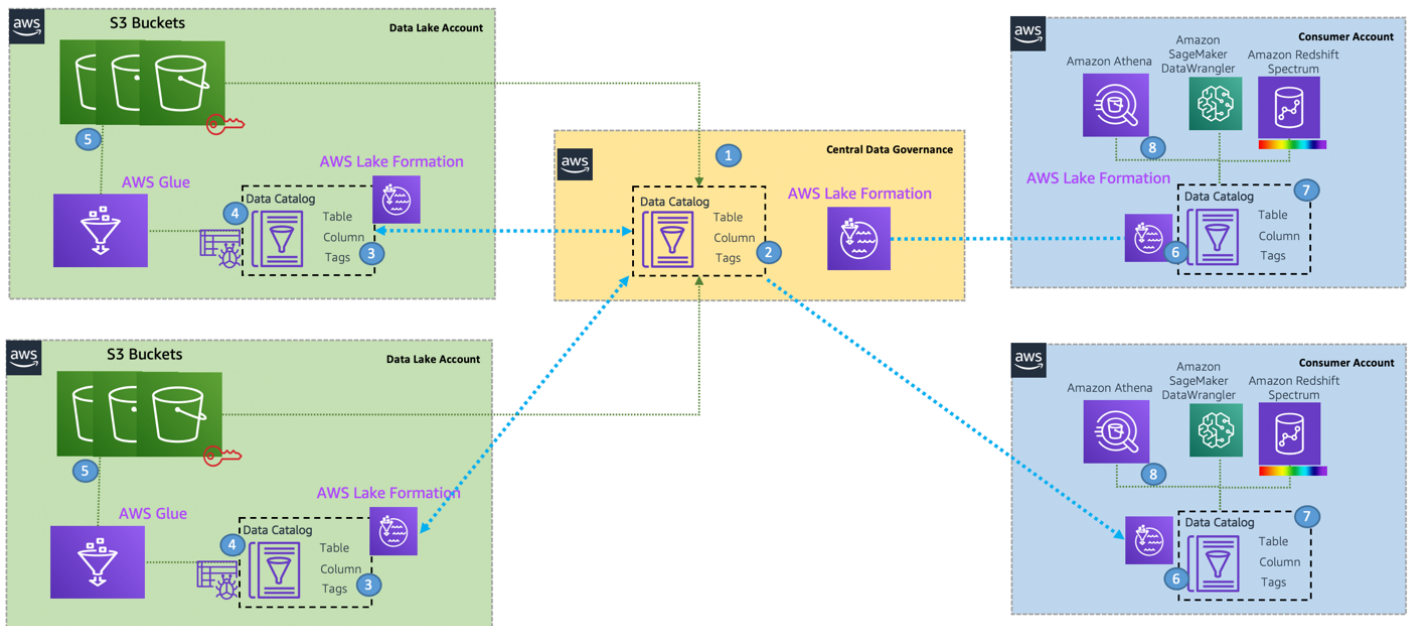 aws
S3 Buckets
Data Lake Account
5
AWS Lake Formation
AWS Glue
4
Data Catalog
Table
Column
Tags
3
aws
Central Data Governance
1
AWS Lake Formation
Data Catalog
Table
Column
Tags
2
aws
Consumer Account
Amazon Athena
Amazon
SageMaker
DataWrangler
Amazon Redshift
Spectrum
8
AWS Lake Formation
7
Data Catalog
Table
Column
Tags
6
aws
S3 Buckets
Data Lake Account
5
AWS Lake Formation
AWS Glue
4
Data Catalog
Table
Column
Tags
3
aws
Consumer Account
Amazon Athena
Amazon
SageMaker
DataWrangler
Amazon Redshift
Spectrum
8
7
Data Catalog
Table
Column
Tags
6